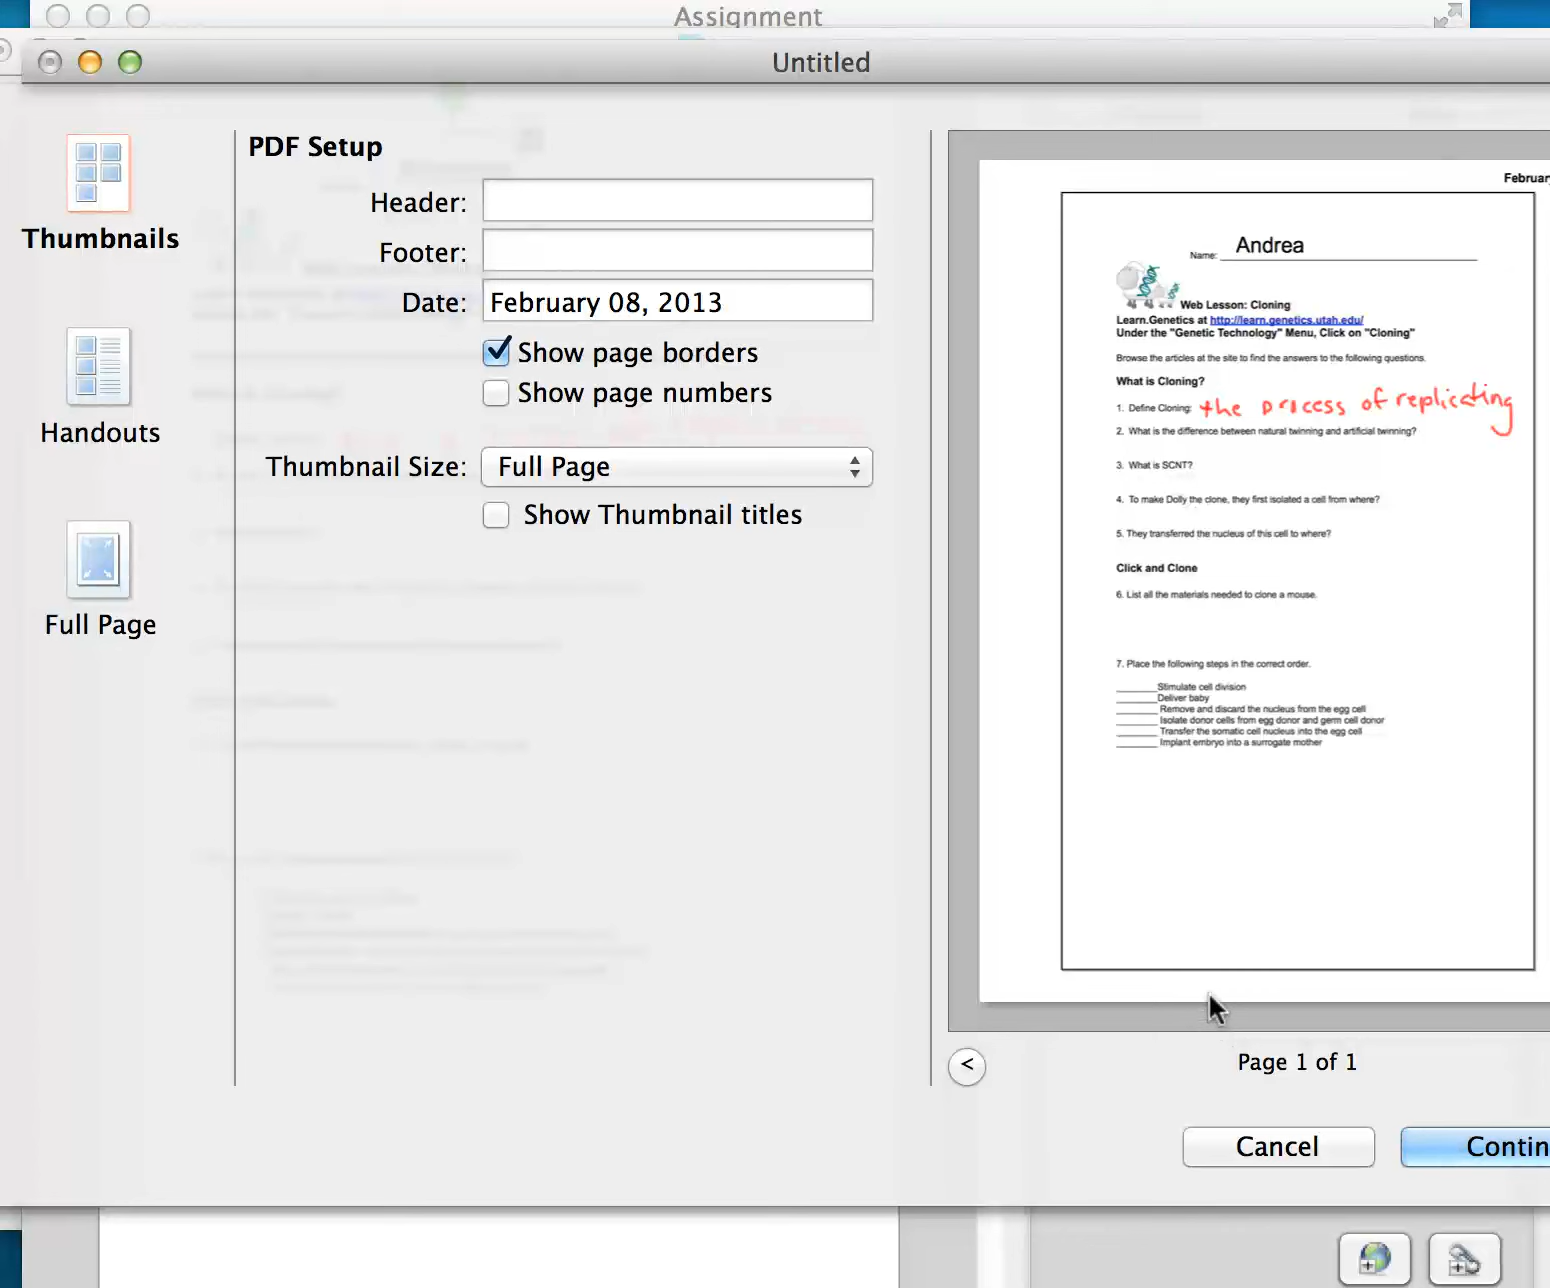 Assignment
Untitled
Thumbnails
Handouts
Full Page
PDF Setup
Header:
Footer:
Date: February 08, 2013
Show page borders
Show page numbers
Thumbnail Size: Full Page
Show Thumbnail titles
Februar
Name: Andrea
Web Lesson: Cloning
Learn.Genetics at http://learn.genetics.utah.edu/
Under the "Genetic Technology" Menu, Click on "Cloning"
Browse the articles at the site to find the answers to the following questions.
What is Cloning?
1. Define Cloning: the process of replicating
2. What is the difference between natural twinning and artificial twinning?
3. What is SCNT?
4. To make Dolly the clone, they first isolated a cell from where?
5. They transferred the nucleus of this cell to where?
Click and Clone
6. List all the materials needed to clone a mouse.
7. Place the following steps in the correct order.
Stimulate cell division
Deliver baby
Remove and discard the nucleus from the egg cell
Isolate donor cells from egg donor and germ cell donor
Transfer the somatic cell nucleus into the egg cell
Implant embryo into a surrogate mother
<
Page 1 of 1
Cancel
Contin